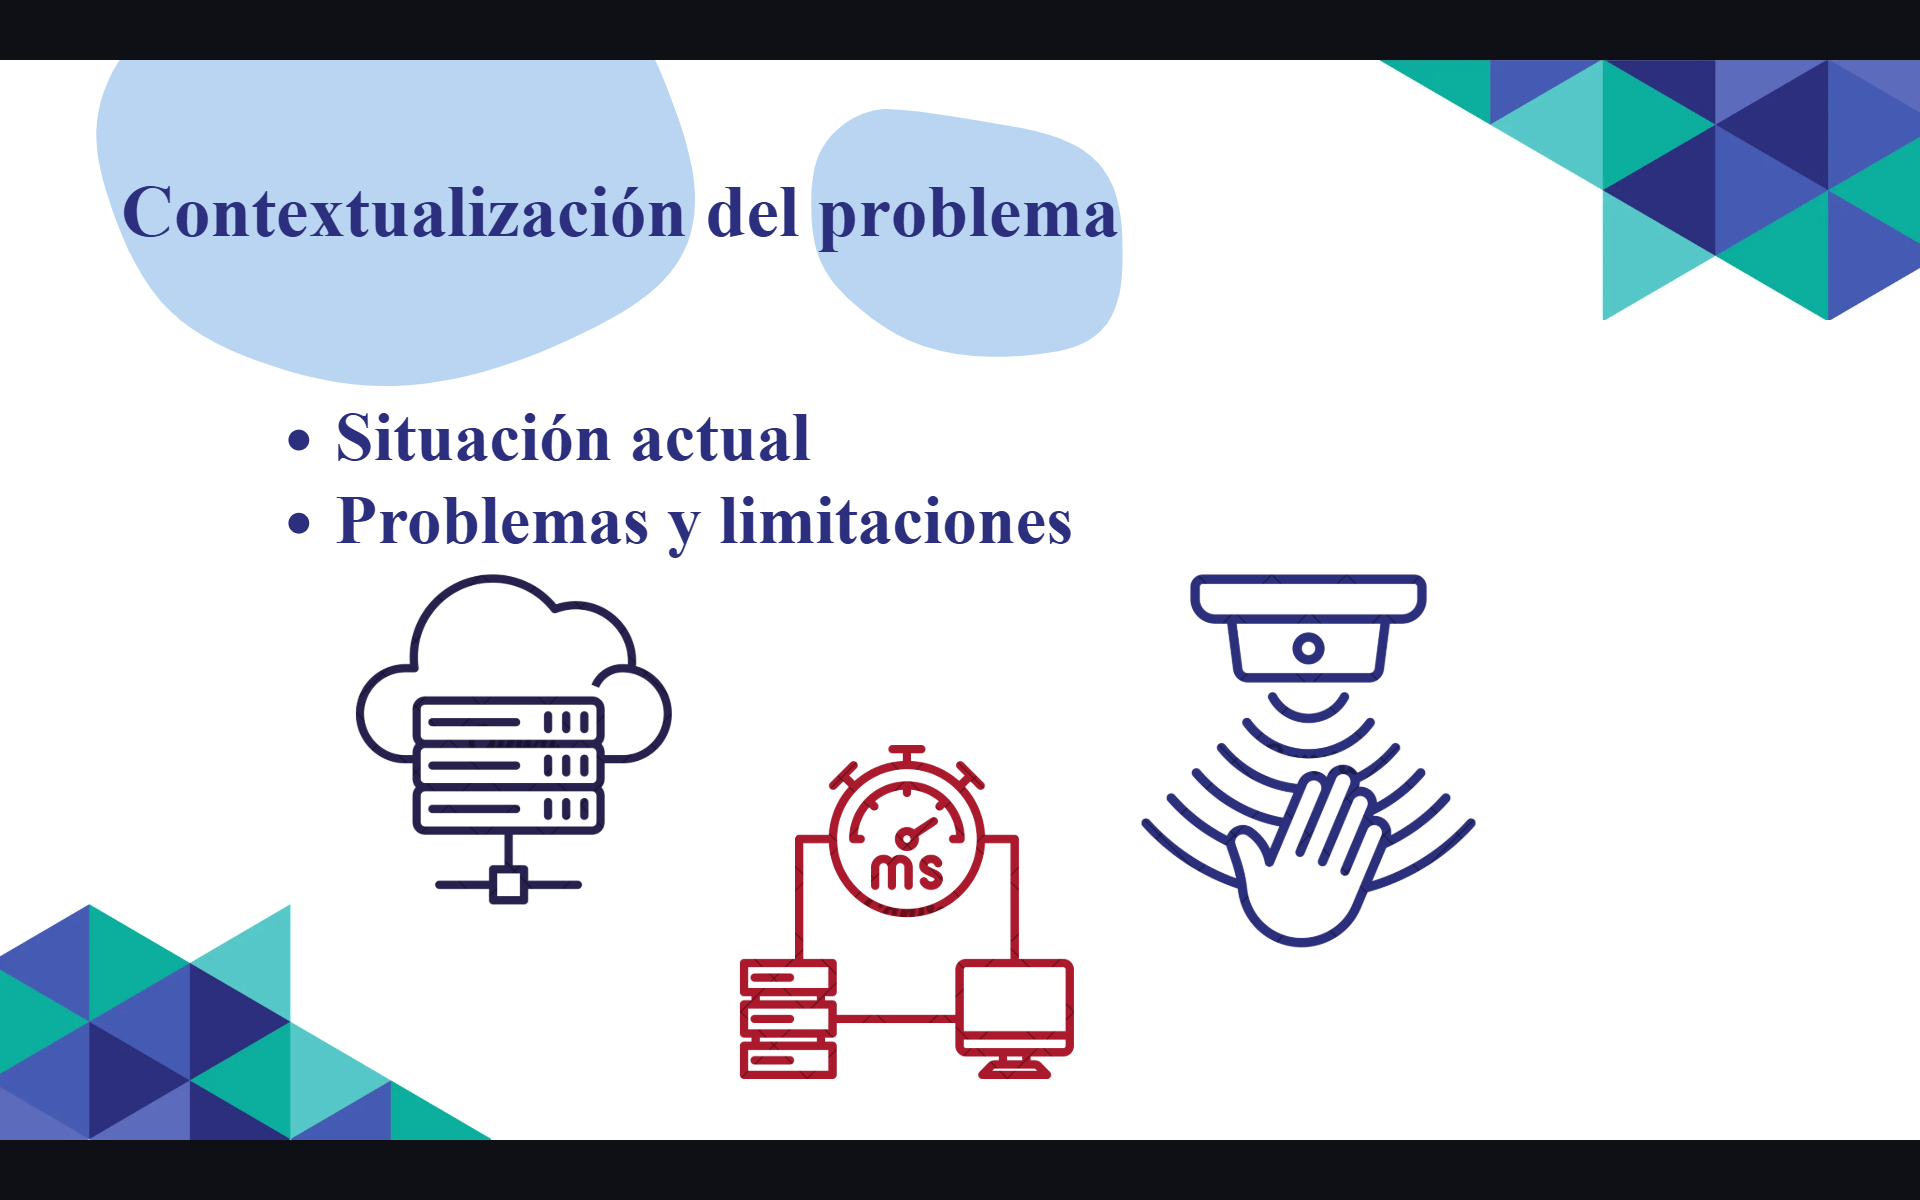 Contextualización del problema
• Situación actual
• Problemas y limitaciones
ms